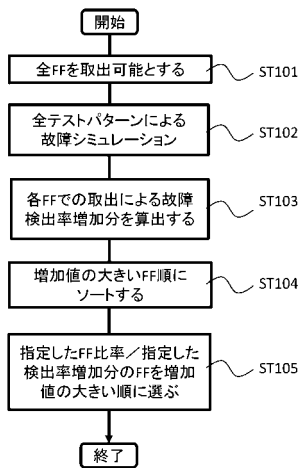 開始
全FFを取出可能とする
ST101
全テストパターンによる
故障シミュレーション
ST102
各FFでの取出による故障
検出率増加分を算出する
ST103
増加値の大きいFF順に
ソートする
ST104
指定したFF比率/指定した
検出率増加分のFFを増加
値の大きい順に選ぶ
ST105
終了